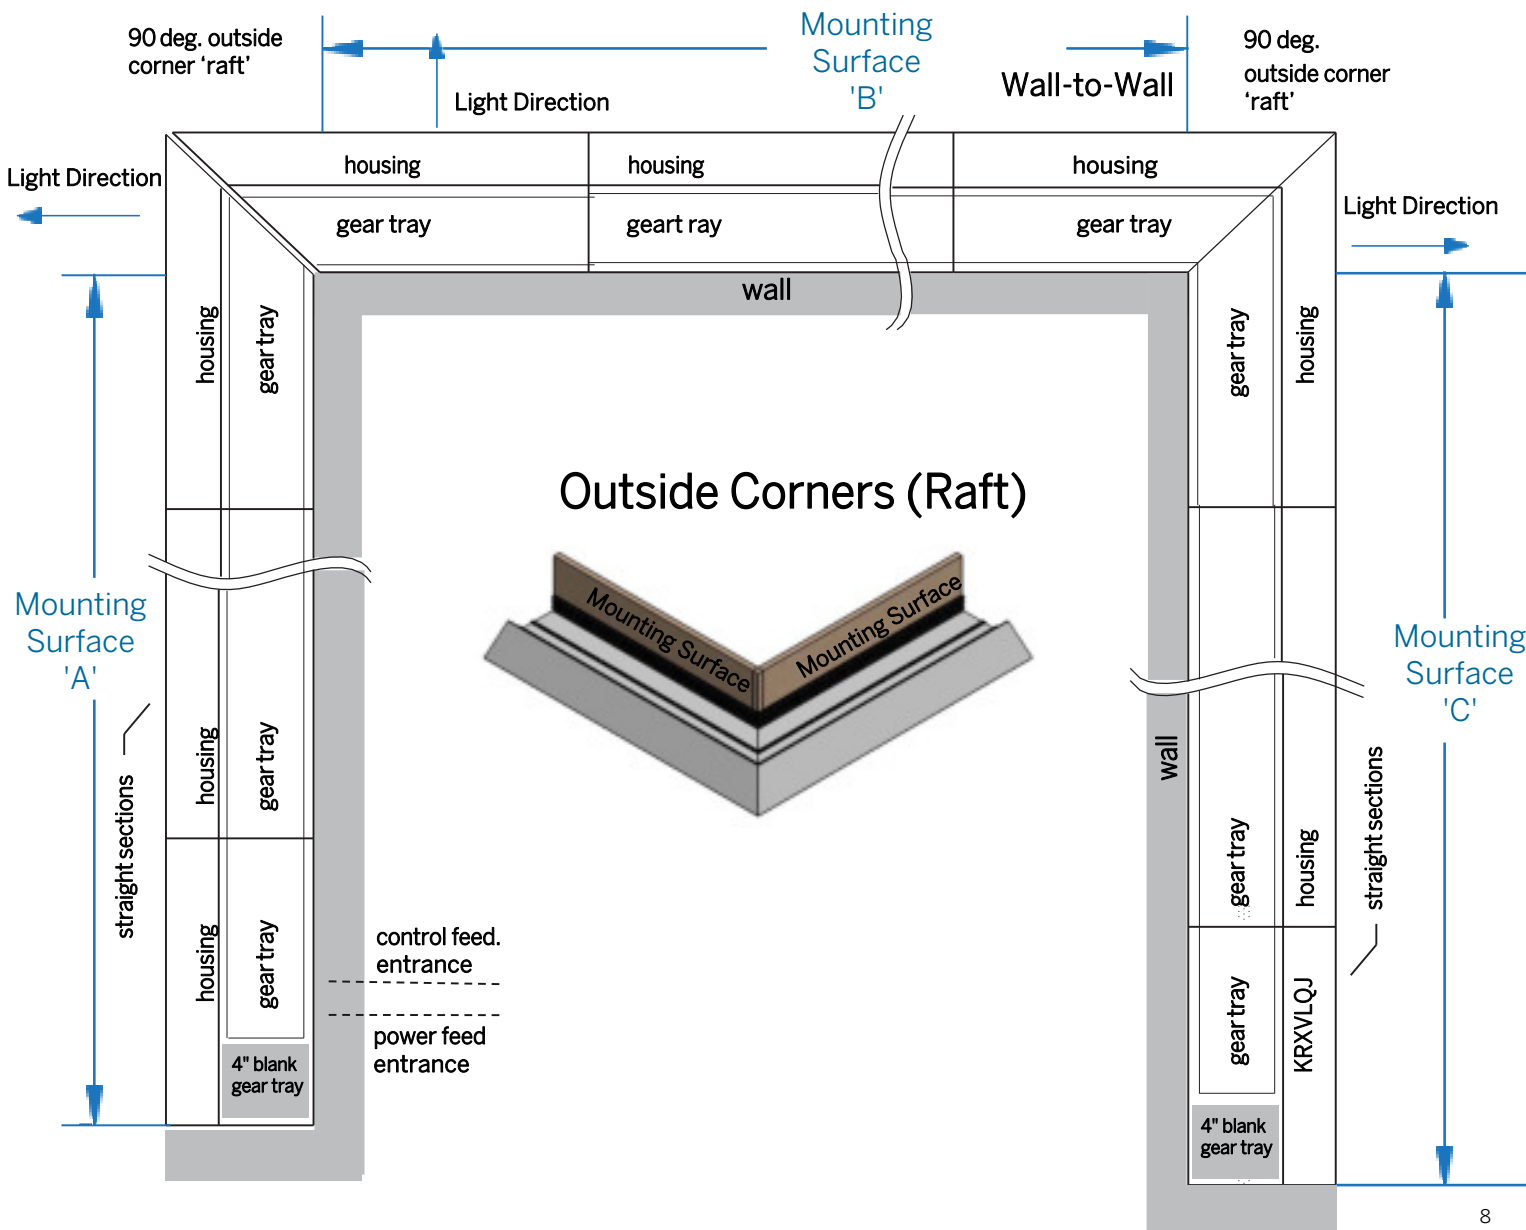 90 deg. outside
corner ‘raft’
Mounting
Surface
'B'
Wall-to-Wall
90 deg.
outside corner
‘raft’
Light Direction
Light Direction
Light Direction
housing
housing
housing
gear tray
geart ray
gear tray
wall
housing
gear tray
gear tray
housing
Outside Corners (Raft)
Mounting Surface
Mounting Surface
Mounting
Surface
'A'
Mounting
Surface
'C'
straight sections
housing
gear tray
wall
gear tray
housing
straight sections
housing
gear tray
control feed.
entrance
power feed
entrance
gear tray
KRXVLQJ
4" blank
gear tray
4" blank
gear tray
8